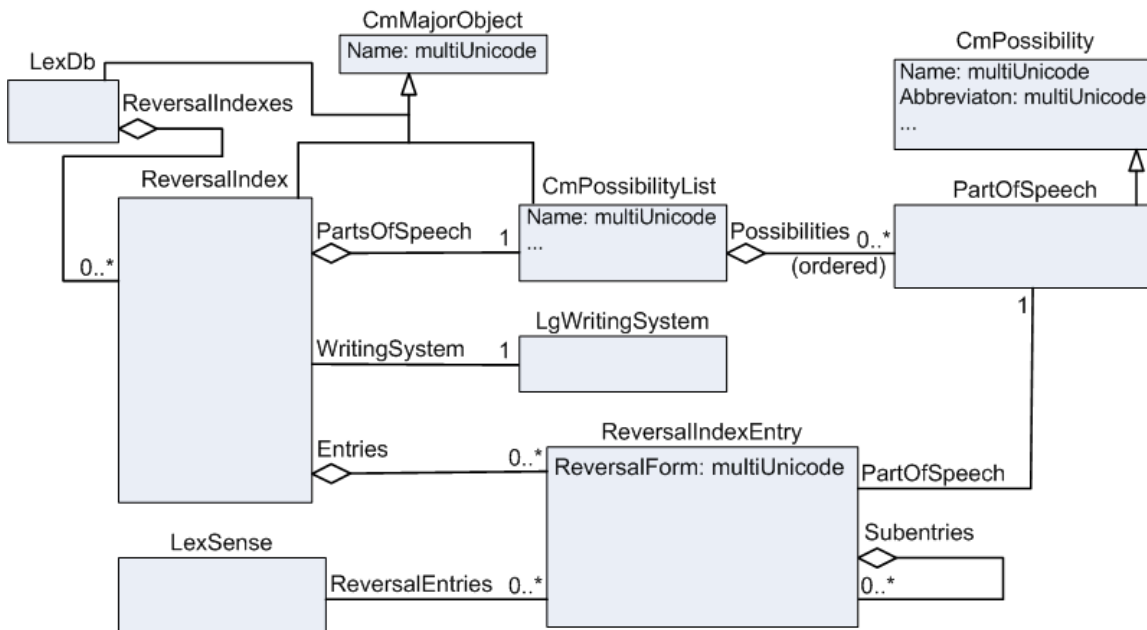 CmMajorObject
Name: multiUnicode
CmPossibility
Name: multiUnicode
Abbreviaton: multiUnicode
...
LexDb
ReversalIndexes
ReversalIndex
0..*
CmPossibilityList
Name: multiUnicode
...
PartOfSpeech
PartsOfSpeech
1
Possibilities
0..*
(ordered)
1
LgWritingSystem
WritingSystem
1
ReversalIndexEntry
ReversalForm: multiUnicode
Entries
0..*
PartOfSpeech
Subentries
0..*
LexSense
ReversalEntries
0..*